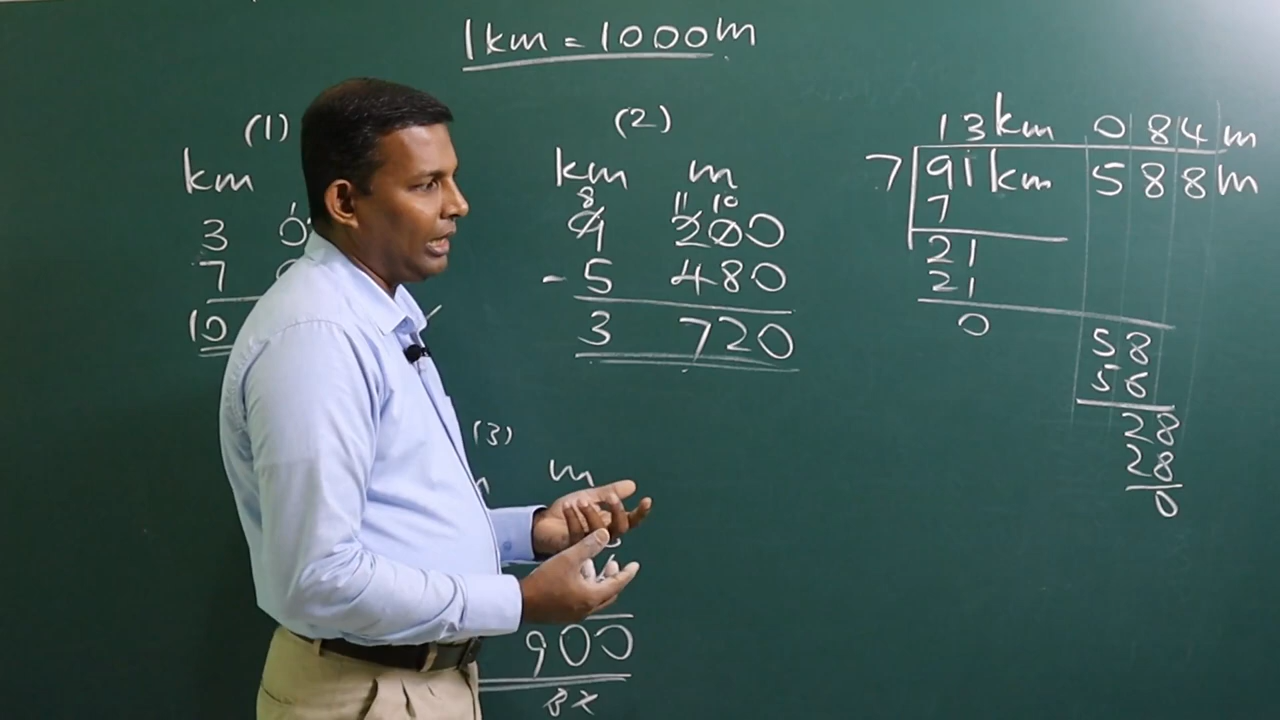 1km = 1000m
(1)
km
3 0
7
10
(2)
km m
8 11 10
9 200
- 5 480
3 720
(3)
m
900
13km 084m
7 91km 588m
7
21
21
0
58
56
28
28
0